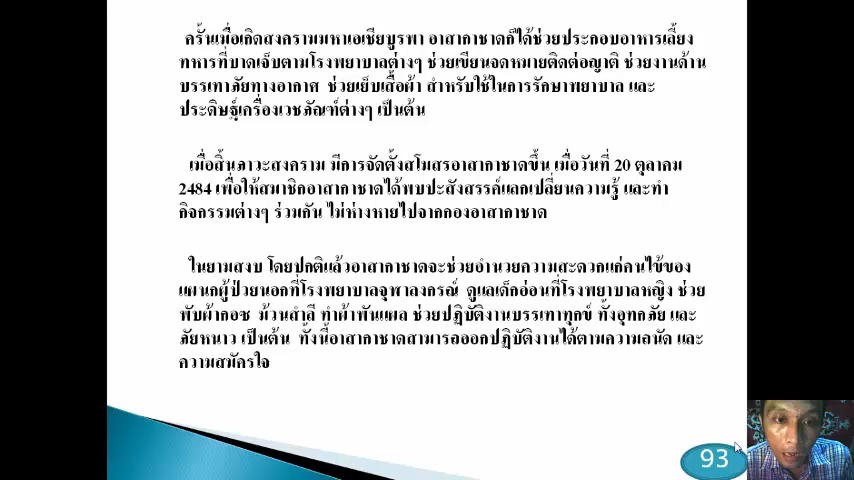 ครั้นเมื่อเกิดสงครามมหาเอเชียบูรพา อาสากาชาดก็ได้ช่วยประกอบอาหารเลี้ยง
ทหารที่บาดเจ็บตามโรงพยาบาลต่างๆ ช่วยเขียนจดหมายติดต่อญาติ ช่วยงานด้าน
บรรเทาภัยทางอากาศ ช่วยเย็บเสื้อผ้า สำหรับใช้ในการรักษาพยาบาล และ
ประดิษฐ์เครื่องเวชภัณฑ์ต่างๆ เป็นต้น
เมื่อสิ้นภาวะสงคราม มีการจัดตั้งสโมสรอาสากาชาดขึ้น เมื่อวันที่ 20 ตุลาคม
2484 เพื่อให้สมาชิกอาสากาชาดได้พบปะสังสรรค์แลกเปลี่ยนความรู้ และทำ
กิจกรรมต่างๆ ร่วมกัน ไม่ห่างหายไปจากกองอาสากาชาด
ในยามสงบ โดยปกติแล้วอาสากาชาดจะช่วยอำนวยความสะดวกแก่คนไข้ของ
แผนกผู้ป่วยนอกที่โรงพยาบาลจุฬาลงกรณ์ ดูแลเด็กอ่อนที่โรงพยาบาลหญิง ช่วย
พับผ้ากอซ ม้วนสำลี ทำผ้าพันแผล ช่วยปฏิบัติงานบรรเทาทุกข์ ทั้งอุทกภัย และ
ภัยหนาว เป็นต้น ทั้งนี้อาสากาชาดสามารถออกปฏิบัติงานได้ตามความถนัด และ
ความสมัครใจ
93